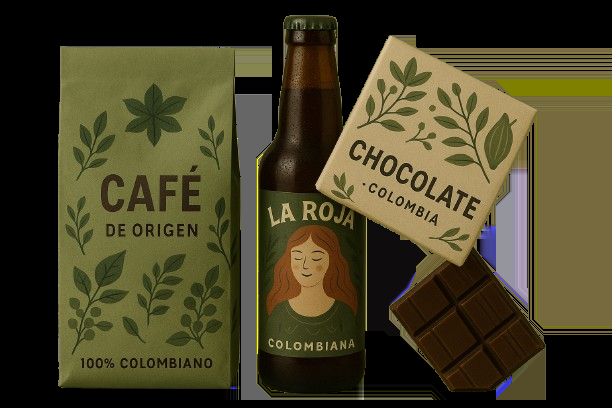 CAFÉ
DE ORIGEN
100% COLOMBIANO
LA ROJA
COLOMBIANA
CHOCOLATE
· COLOMBIA